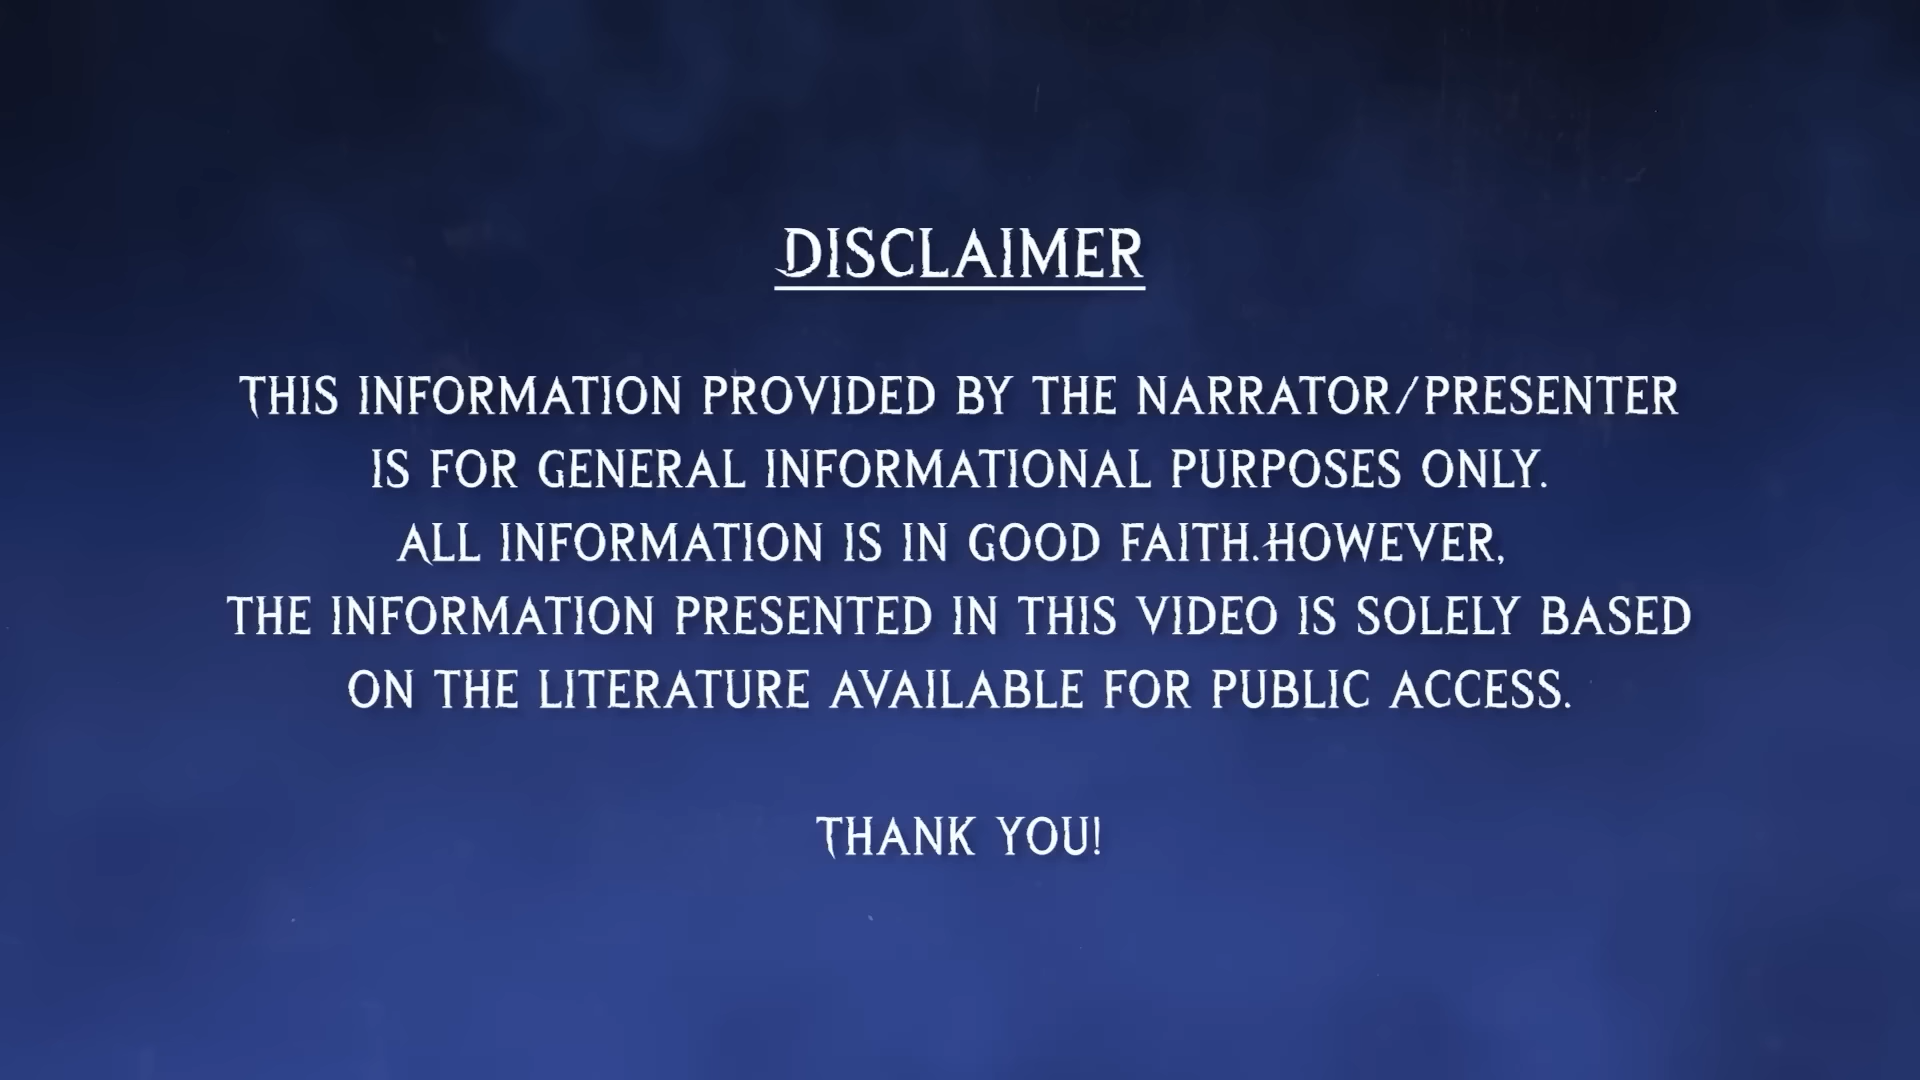 DISCLAIMER
THIS INFORMATION PROVIDED BY THE NARRATOR/PRESENTER
IS FOR GENERAL INFORMATIONAL PURPOSES ONLY.
ALL INFORMATION IS IN GOOD FAITH.HOWEVER,
THE INFORMATION PRESENTED IN THIS VIDEO IS SOLELY BASED
ON THE LITERATURE AVAILABLE FOR PUBLIC ACCESS.
THANK YOU!